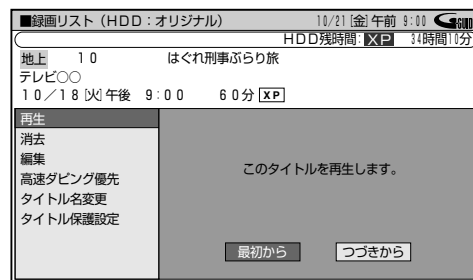 ■録画リスト（HDD：オリジナル） 10/21[金]午前 9:00 G-GUIDE
HDD残時間: XP 34時間10分
地上 10 はぐれ刑事ぶらり旅
テレビ○○
10／18[火]午後 9:00 60分 XP
再生
消去
編集
高速ダビング優先
タイトル名変更
タイトル保護設定
このタイトルを再生します。
最初から つづきから